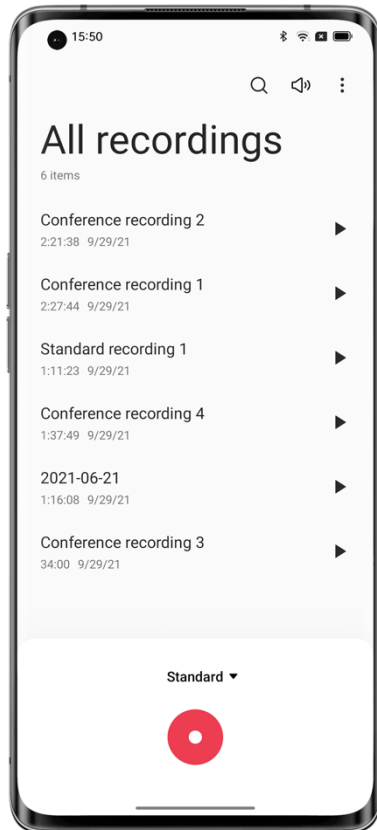 15:50
All recordings
6 items
Conference recording 2
2:21:38 9/29/21
Conference recording 1
2:27:44 9/29/21
Standard recording 1
1:11:23 9/29/21
Conference recording 4
1:37:49 9/29/21
2021-06-21
1:16:08 9/29/21
Conference recording 3
34:00 9/29/21
Standard